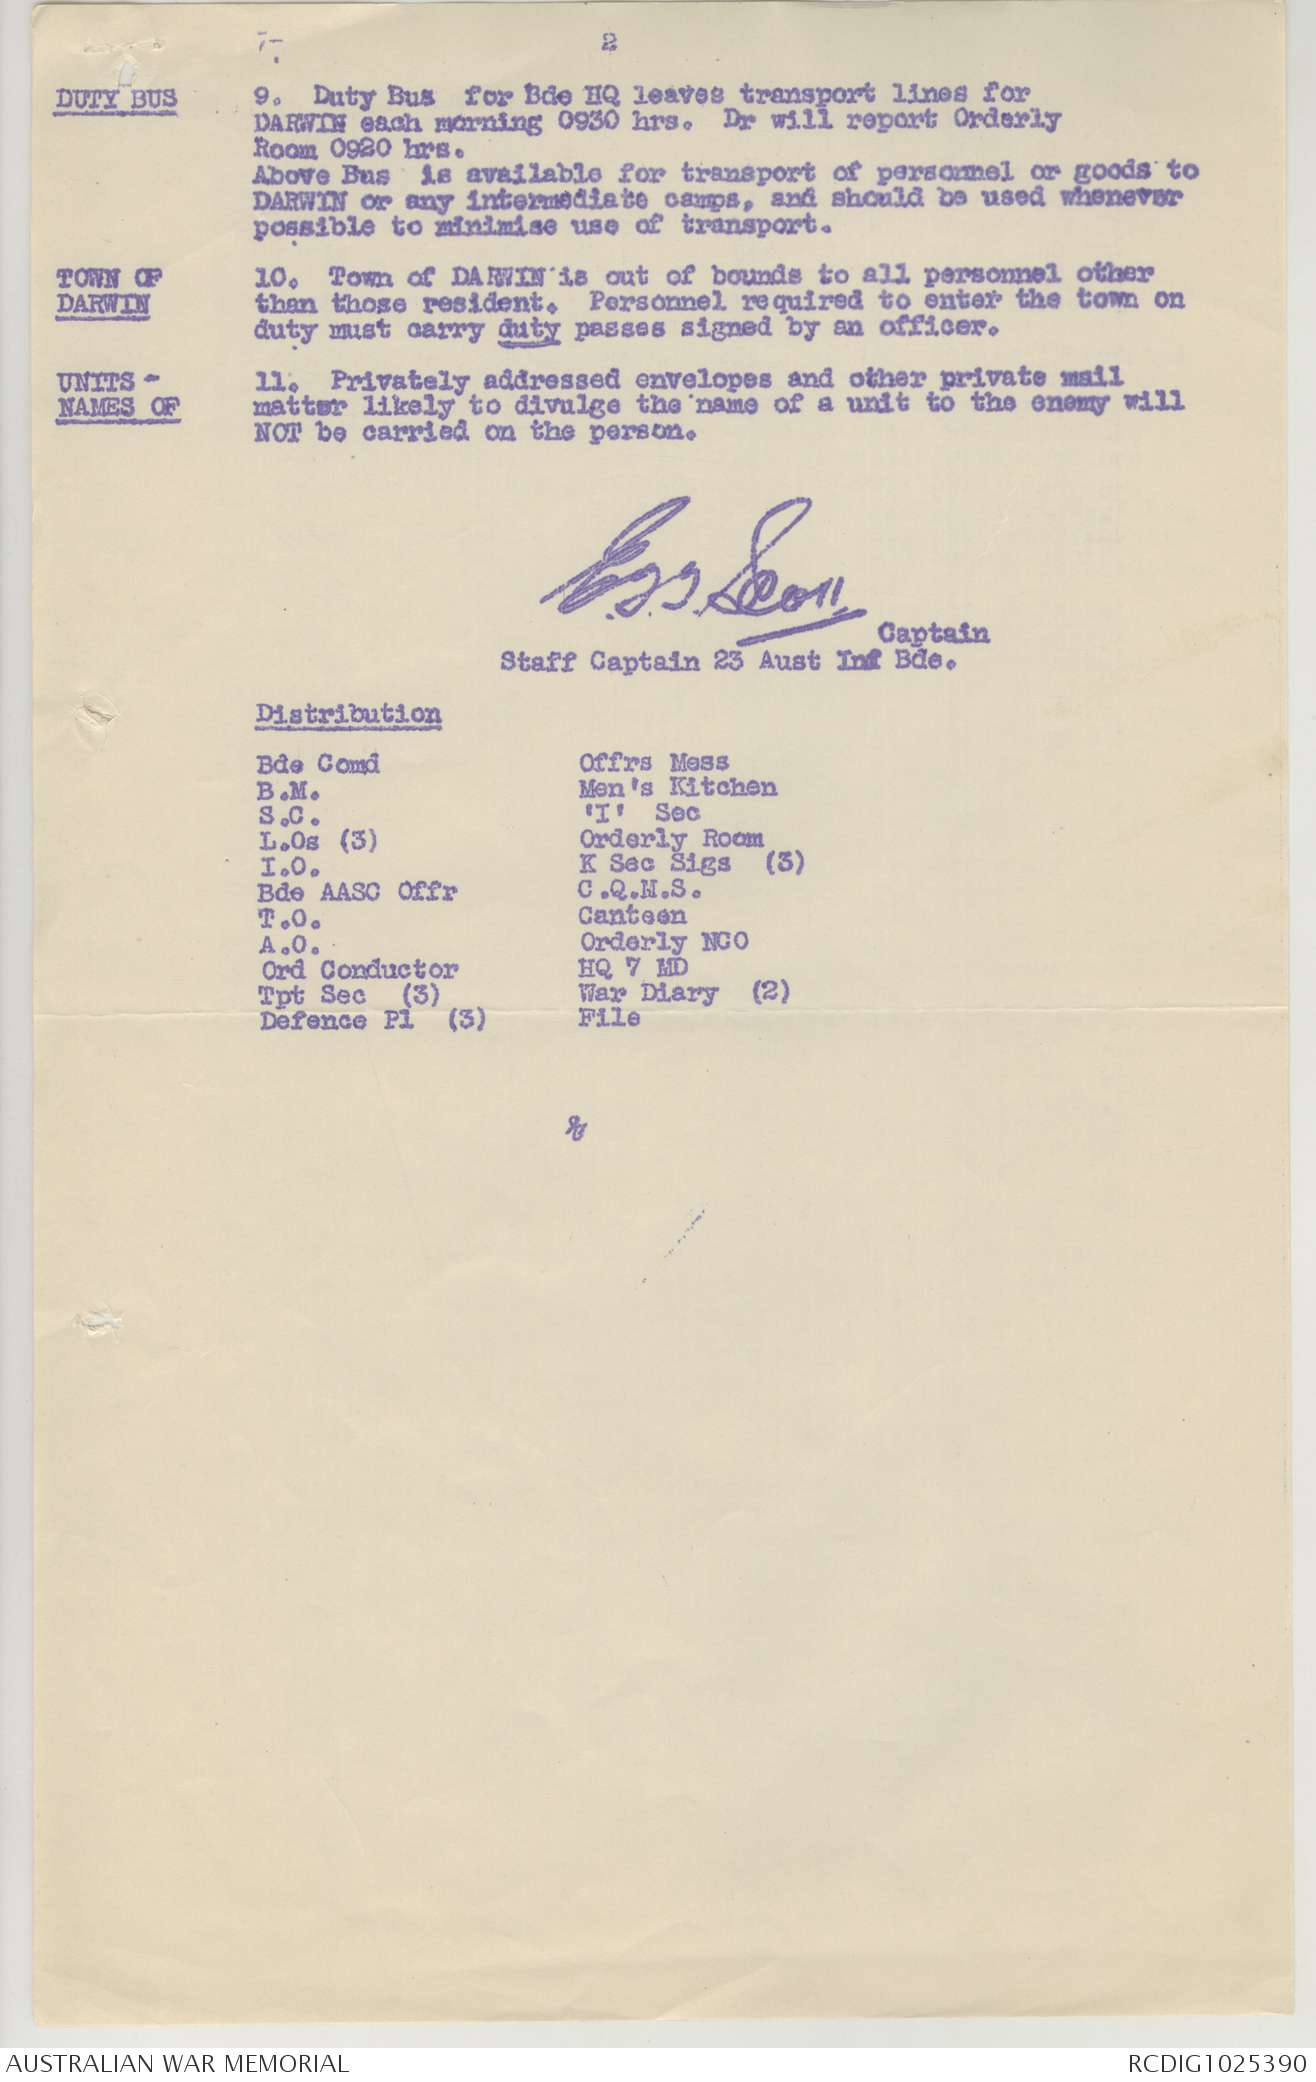 2
DUTY BUS
9. Duty Bus for Bde HQ leaves transport lines for
DARWIN each morning 0930 hrs. Dr will report Orderly
Room 0920 hrs.
Above Bus is available for transport of personnel or goods to
DARWIN or any intermediate camps, and should be used whenever
possible to minimise use of transport.
TOWN OF
DARWIN
10. Town of DARWIN is out of bounds to all personnel other
than those resident. Personnel required to enter the town on
duty must carry duty passes signed by an officer.
UNITS -
NAMES OF
11. Privately addressed envelopes and other private mail
matter likely to divulge the name of a unit to the enemy will
NOT be carried on the person.
Scott
Captain
Staff Captain 23 Aust Inf Bde.
Distribution
Bde Comd
B.M.
S.C.
L.Os (3)
I.O.
Bde AASC Offr
T.O.
A.O.
Ord Conductor
Tpt Sec (3)
Defence Pl (3)
Offrs Mess
Men's Kitchen
'I' Sec
Orderly Room
K Sec Sigs (3)
C.Q.M.S.
Canteen
Orderly NCO
HQ 7 MD
War Diary (2)
File
AUSTRALIAN WAR MEMORIAL
RCDIG1025390